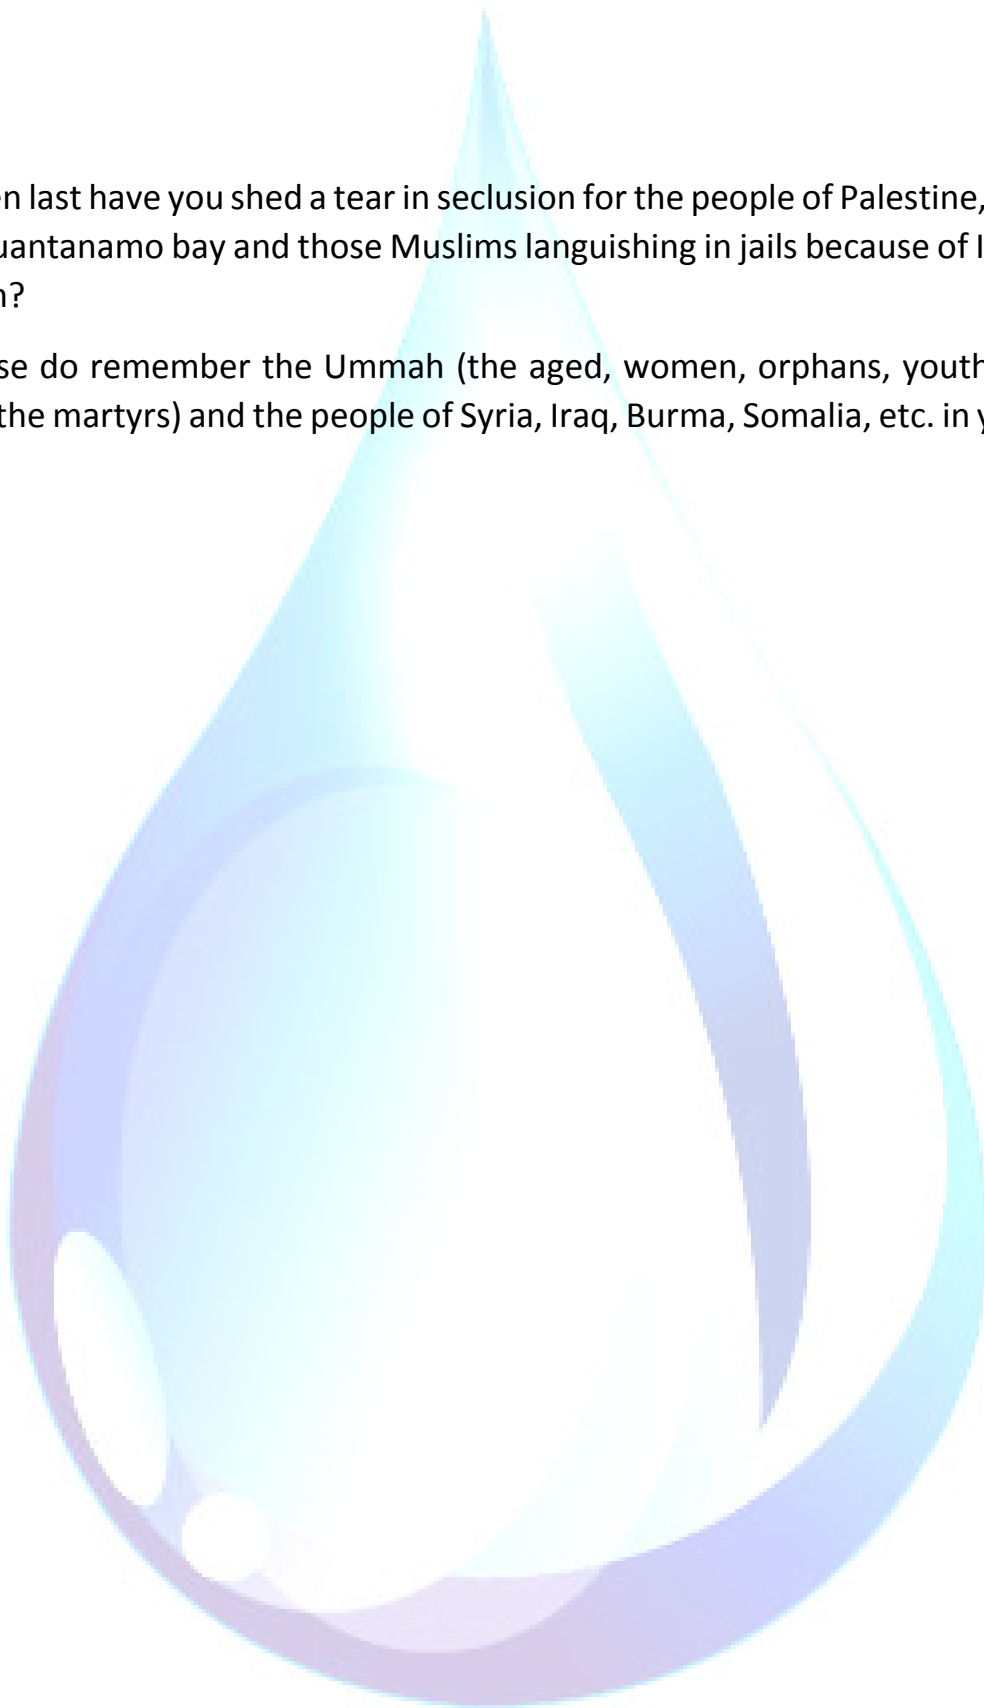 en last have you shed a tear in seclusion for the people of Palestine,
uantanamo bay and those Muslims languishing in jails because of I
n?
se do remember the Ummah (the aged, women, orphans, youth
the martyrs) and the people of Syria, Iraq, Burma, Somalia, etc. in y